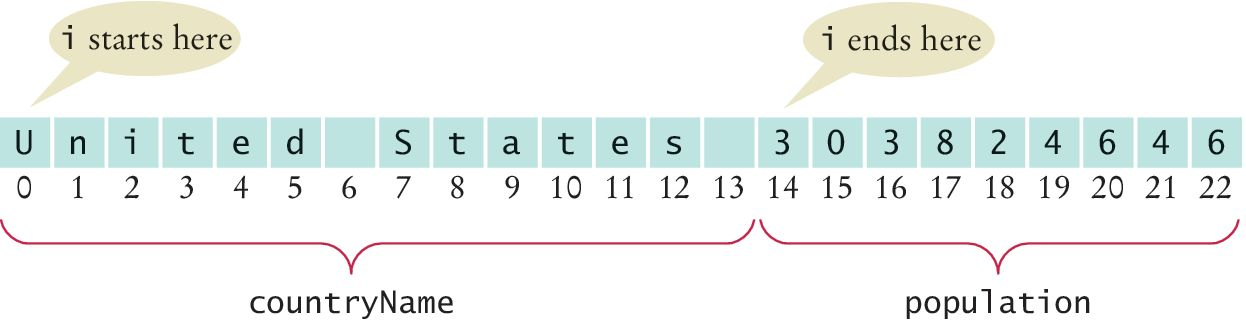 i starts here i ends here
U n i t e d S t a t e s 3 0 3 8 2 4 6 4 6
0 1 2 3 4 5 6 7 8 9 10 11 12 13 14 15 16 17 18 19 20 21 22
countryName population